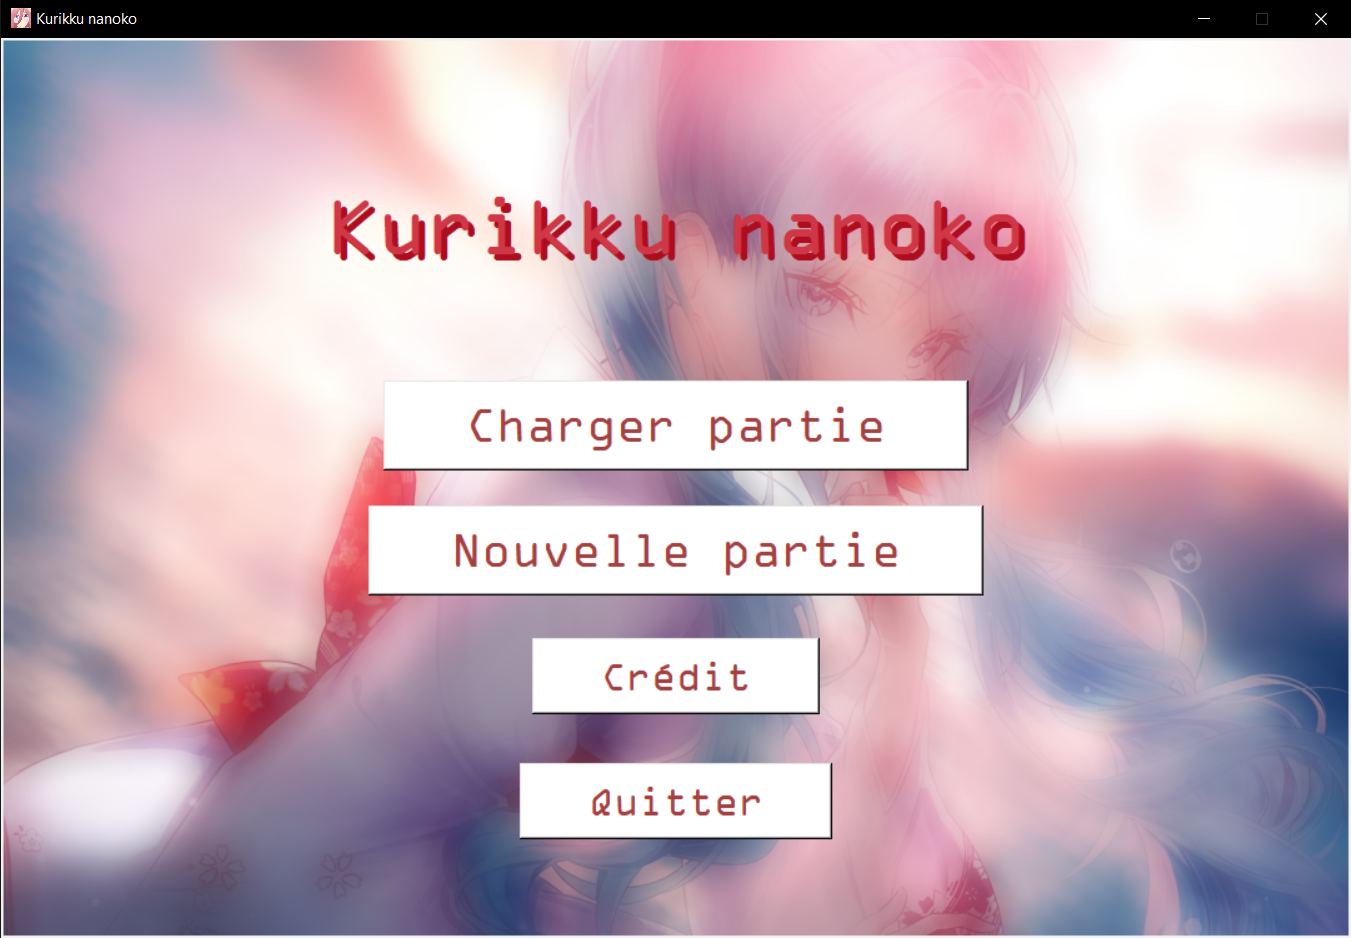 Kurikku nanoko
Kurikku nanoko
Charger partie
Nouvelle partie
Crédit
Quitter